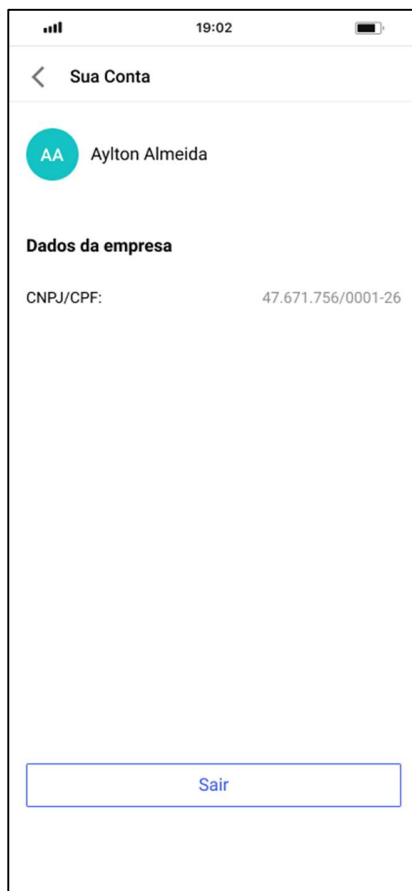 19:02
Sua Conta
AA
Aylton Almeida
Dados da empresa
CNPJ/CPF: 47.671.756/0001-26
Sair